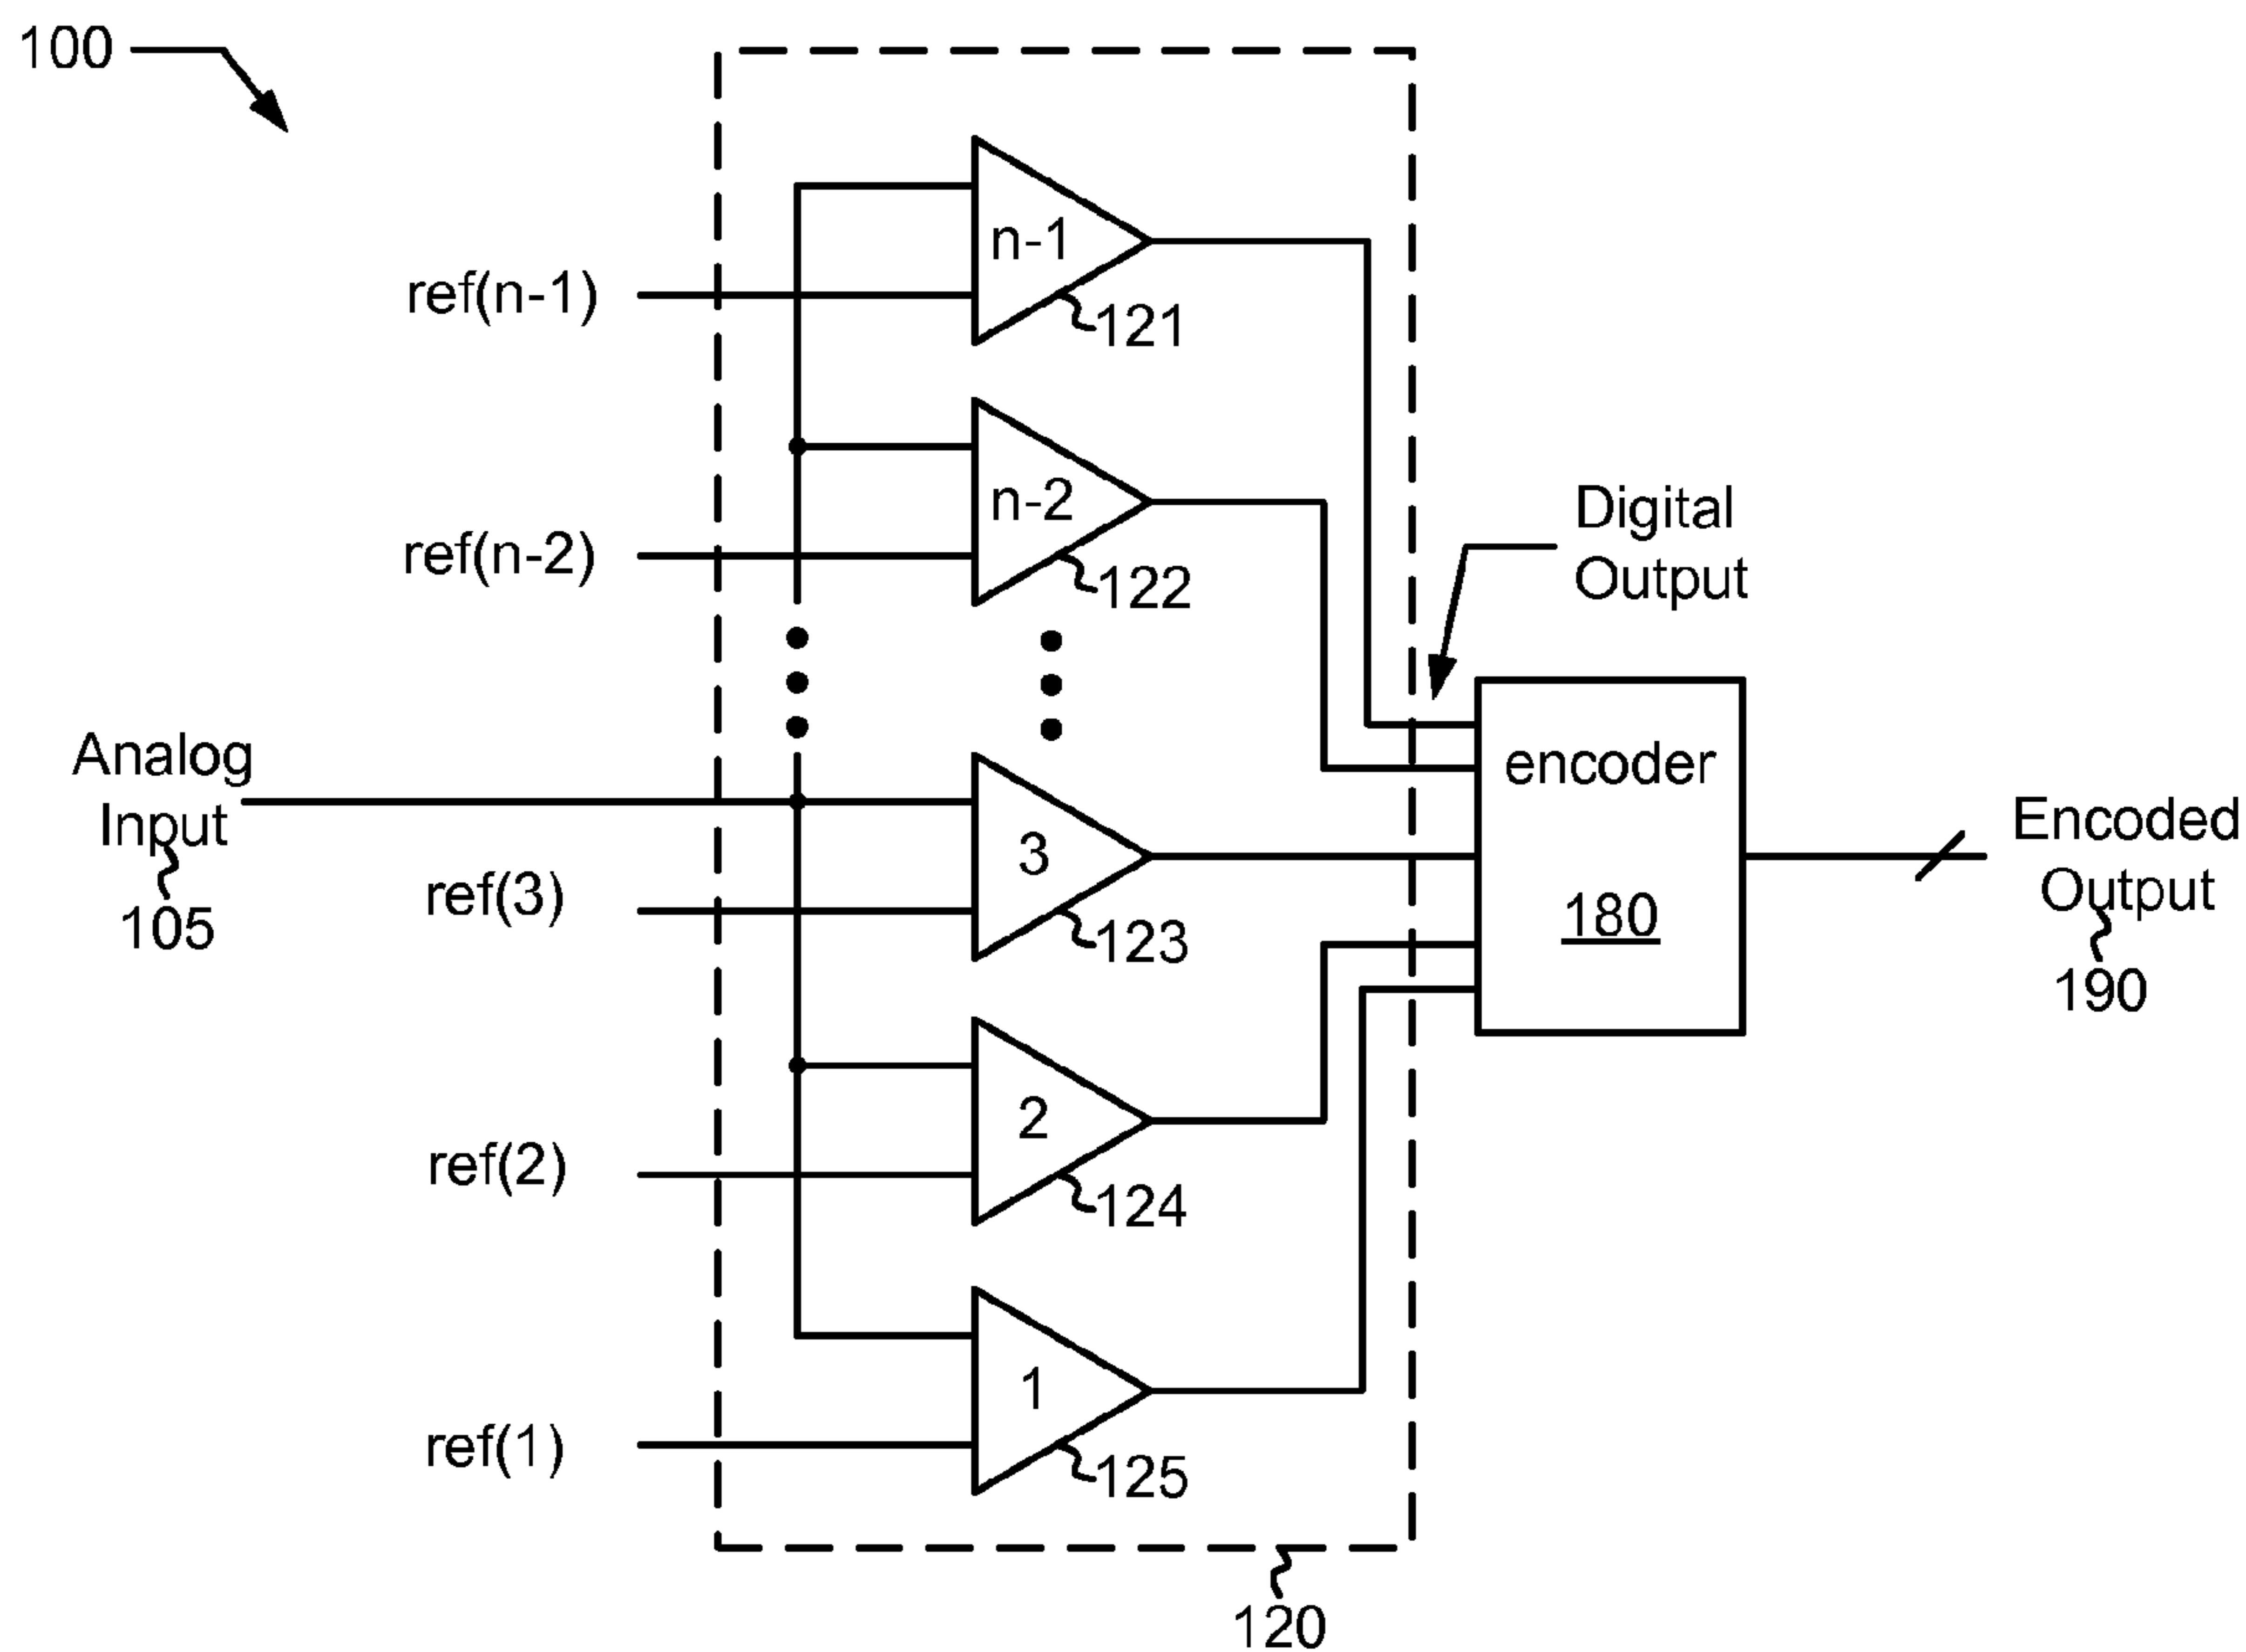 100
n-1
ref(n-1)
121
n-2
ref(n-2)
122
Digital
Output
Analog
Input
105
3
ref(3)
123
encoder
180
Encoded
Output
190
2
ref(2)
124
1
ref(1)
125
120